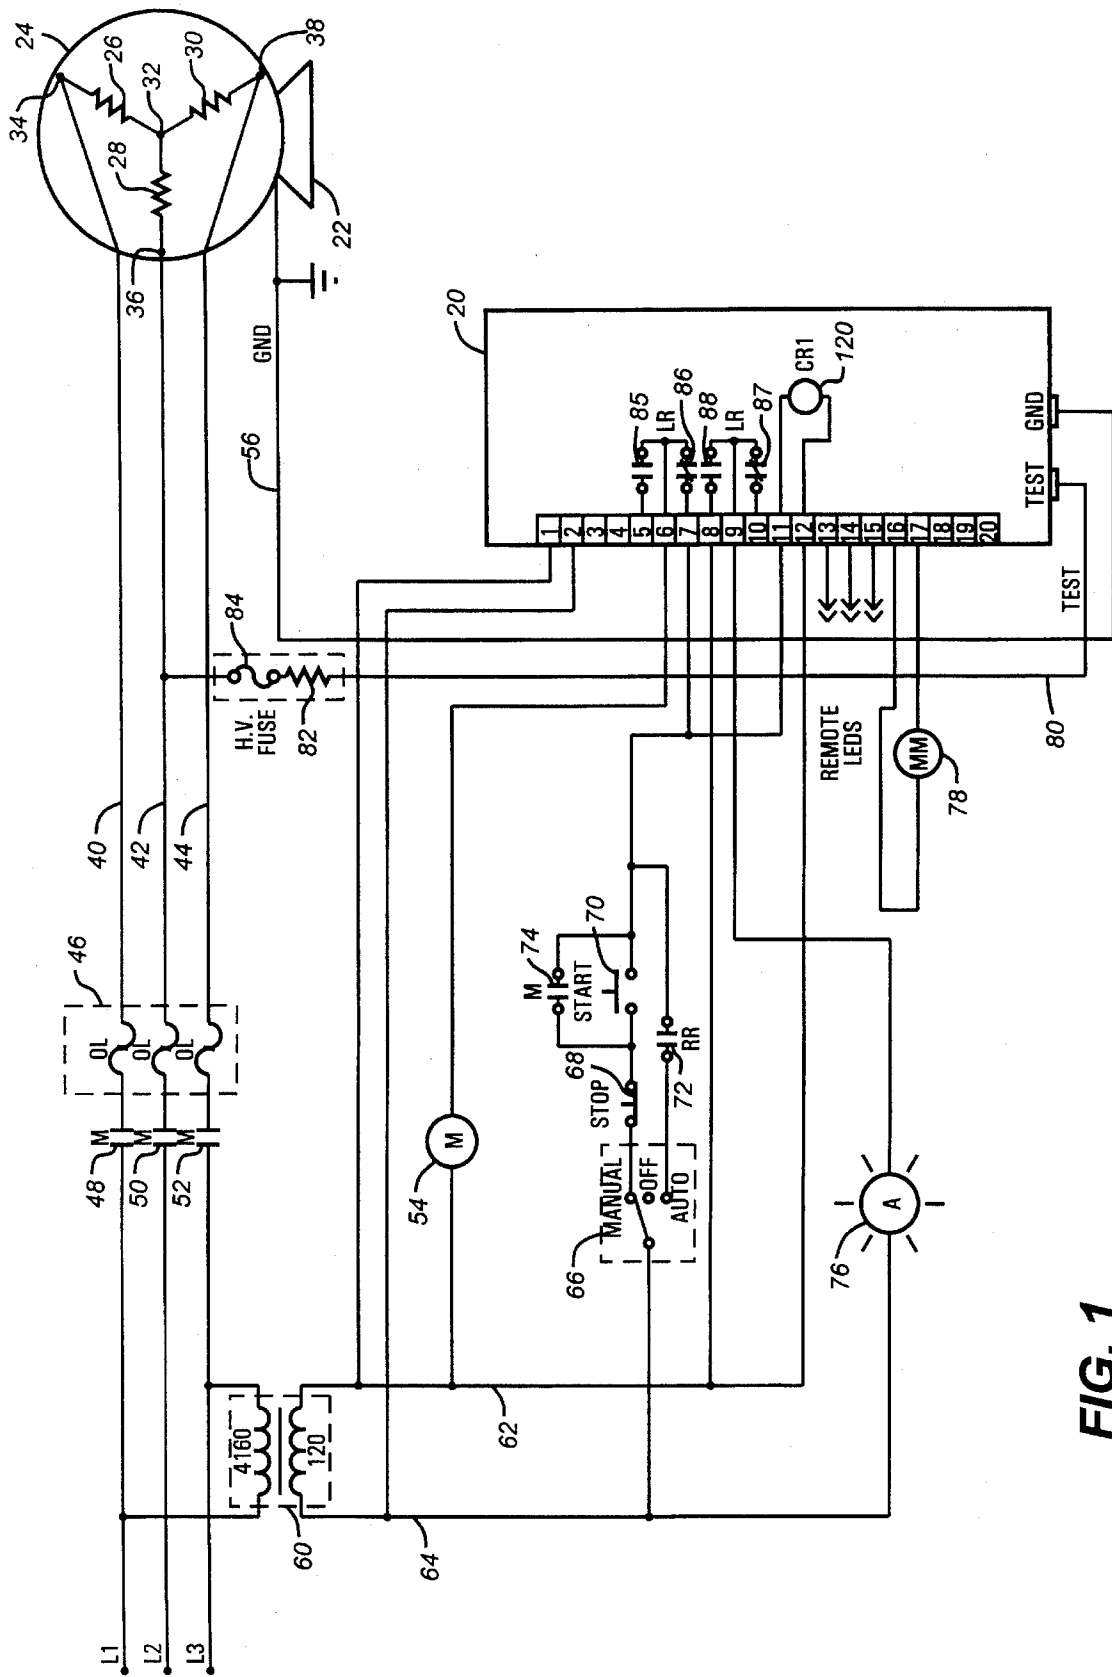 L1
L2
L3
48
50
52
M
M
M
46
OL
OL
OL
40
42
44
34
24
26
30
38
32
28
36
22
GND
56
4160
120
60
62
64
H.V.
FUSE
84
82
54
M
66
MANUAL
OFF
AUTO
STOP
68
M
74
START
70
72
RR
76
A
20
85
LR
86
88
LR
87
CR1
120
1
2
3
4
5
6
7
8
9
10
11
12
13
14
15
16
17
18
19
20
REMOTE
LEDS
MM
78
80
TEST
TEST
GND
FIG. 1